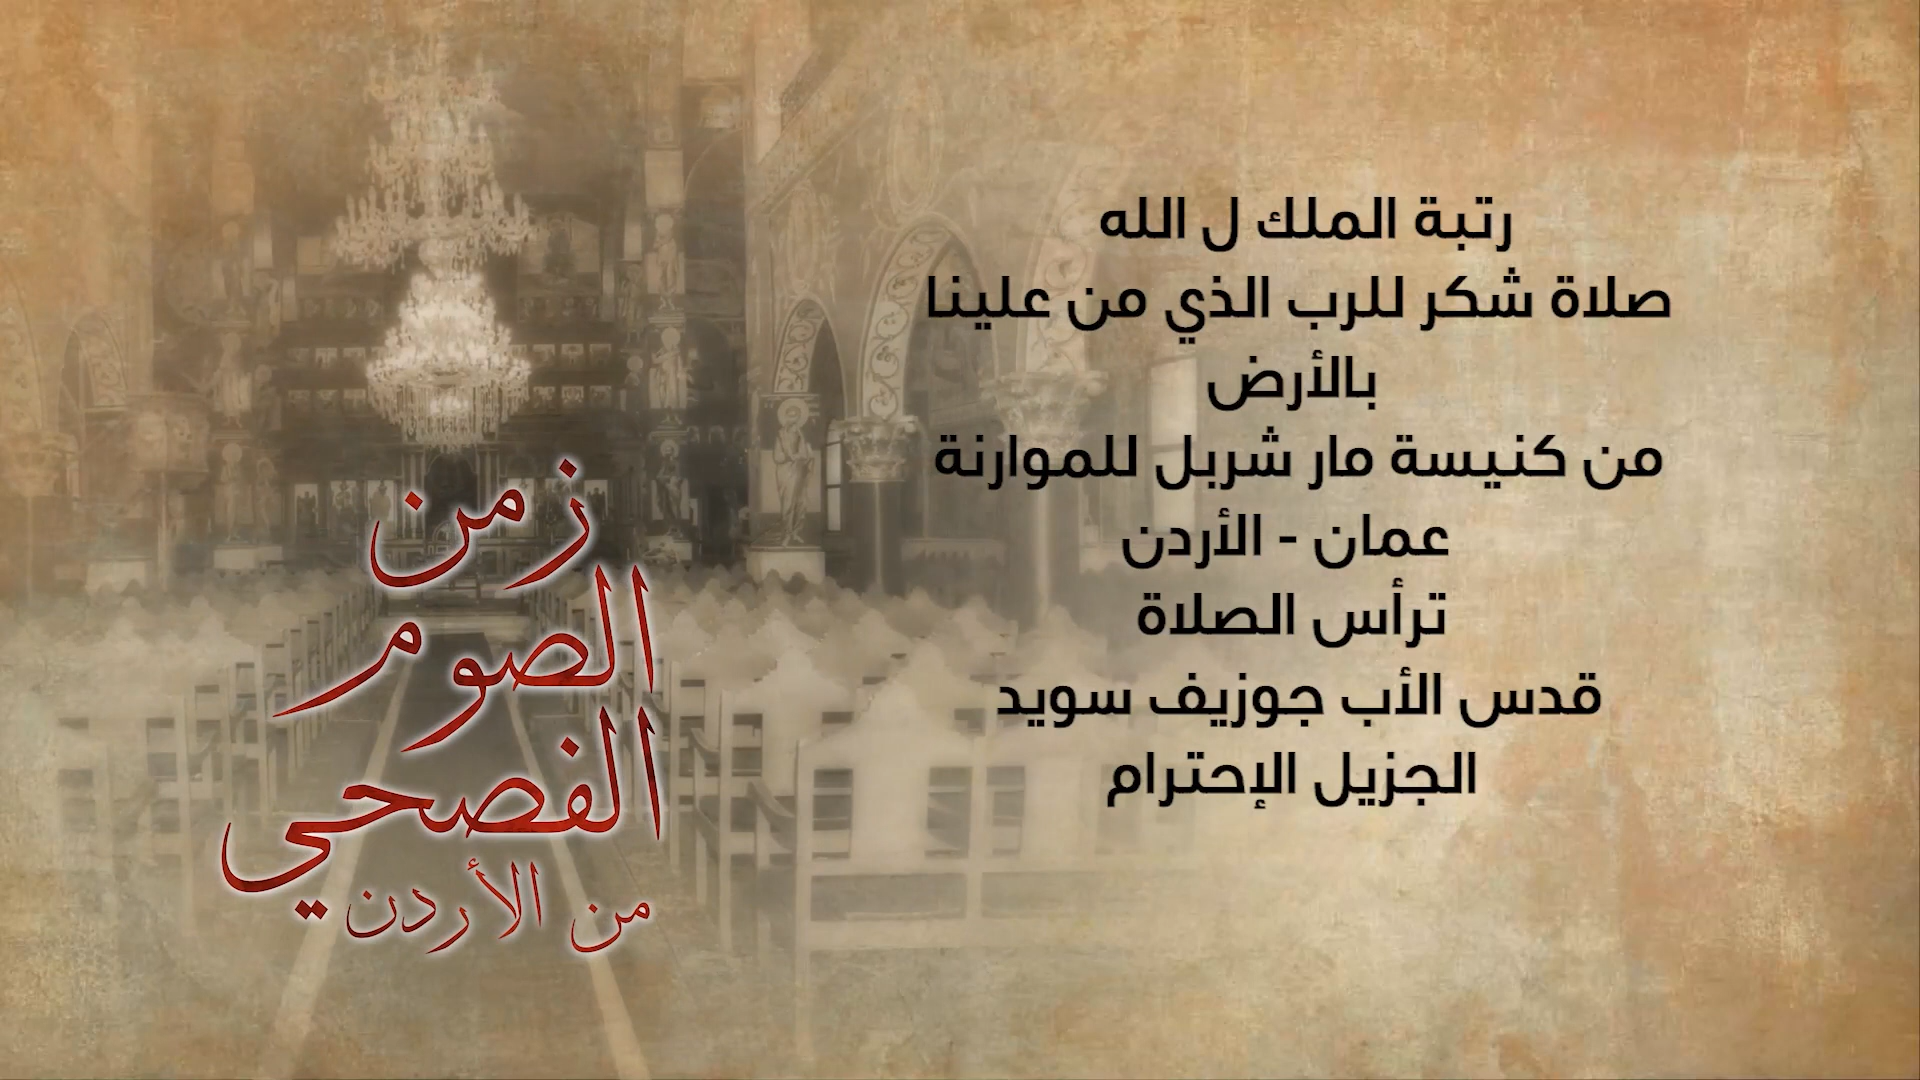 رتبة الملك ل الله
صلاة شكر للرب الذي من علينا
بالأرض
من كنيسة مار شربل للموارنة
عمان - الأردن
ترأس الصلاة
قدس الأب جوزيف سويد
الجزيل الإحترام
زمن
الصوم
الفصحي
من الأردن